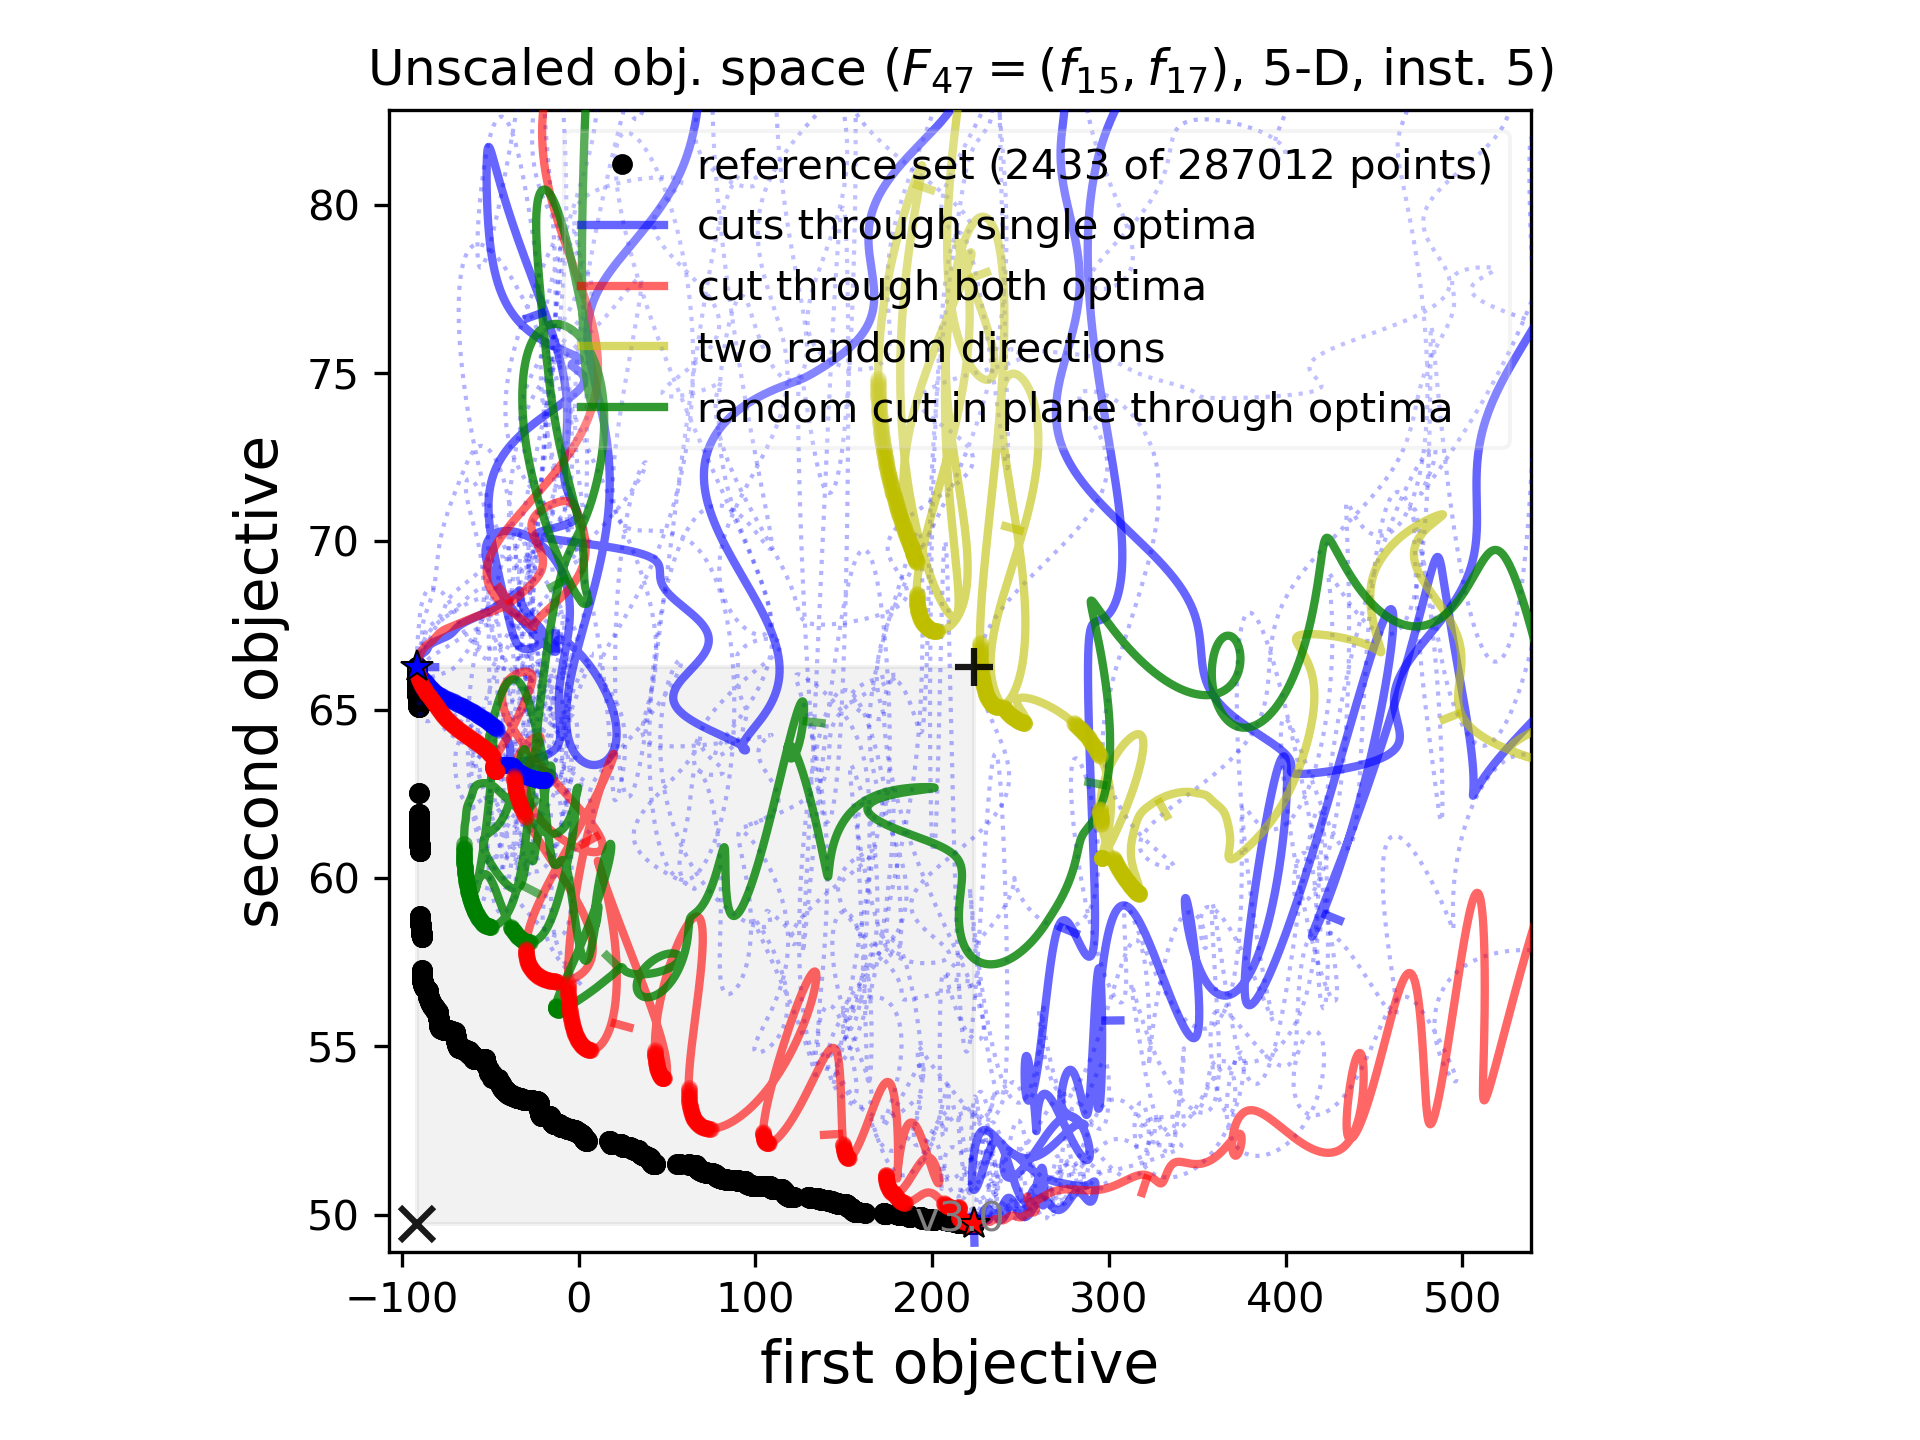 Unscaled obj. space (F47 = (f15, f17), 5-D, inst. 5)
reference set (2433 of 287012 points)
cuts through single optima
cut through both optima
two random directions
random cut in plane through optima
second objective
80
75
70
65
60
55
50
v3.0
−100 0 100 200 300 400 500
first objective